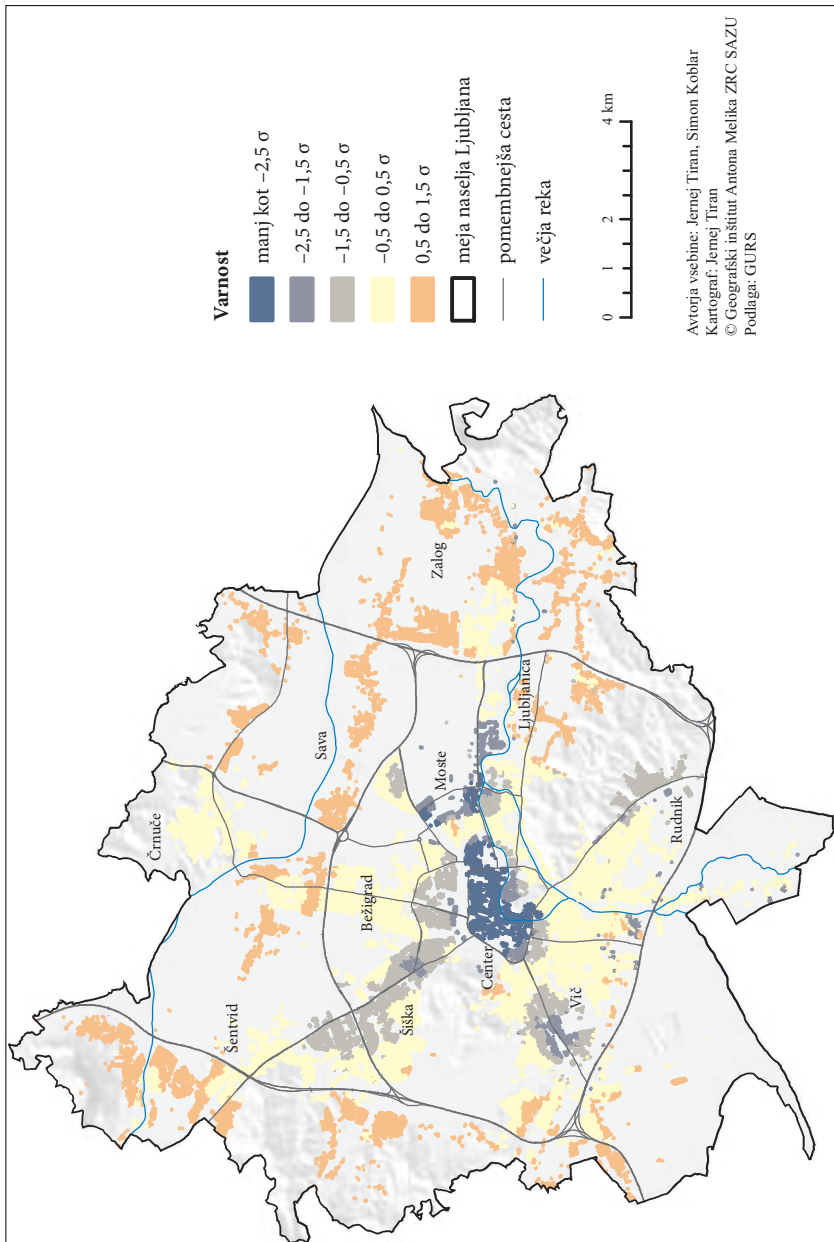 Varnost
manj kot −2,5 σ
−2,5 do −1,5 σ
−1,5 do −0,5 σ
−0,5 do 0,5 σ
0,5 do 1,5 σ
meja naselja Ljubljana
pomembnejša cesta
večja reka
0 1 2 4 km
Avtorja vsebine: Jernej Tiran, Simon Koblar
Kartograf: Jernej Tiran
© Geografski inštitut Antona Melika ZRC SAZU
Podlaga: GURS
Črnuče
Sava
Šentvid
Bežigrad
Šiška
Moste
Zalog
Center
Ljubljanica
Vič
Rudnik